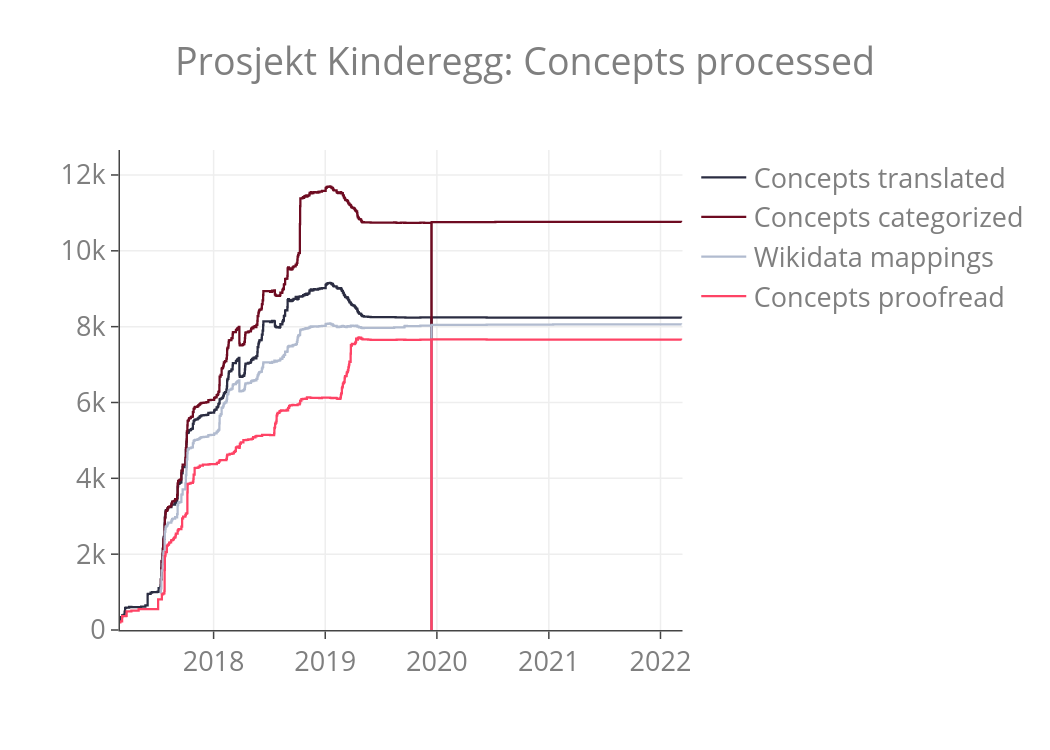 Prosjekt Kinderegg: Concepts processed
12k
10k
8k
6k
4k
2k
0
2018 2019 2020 2021 2022
Concepts translated
Concepts categorized
Wikidata mappings
Concepts proofread